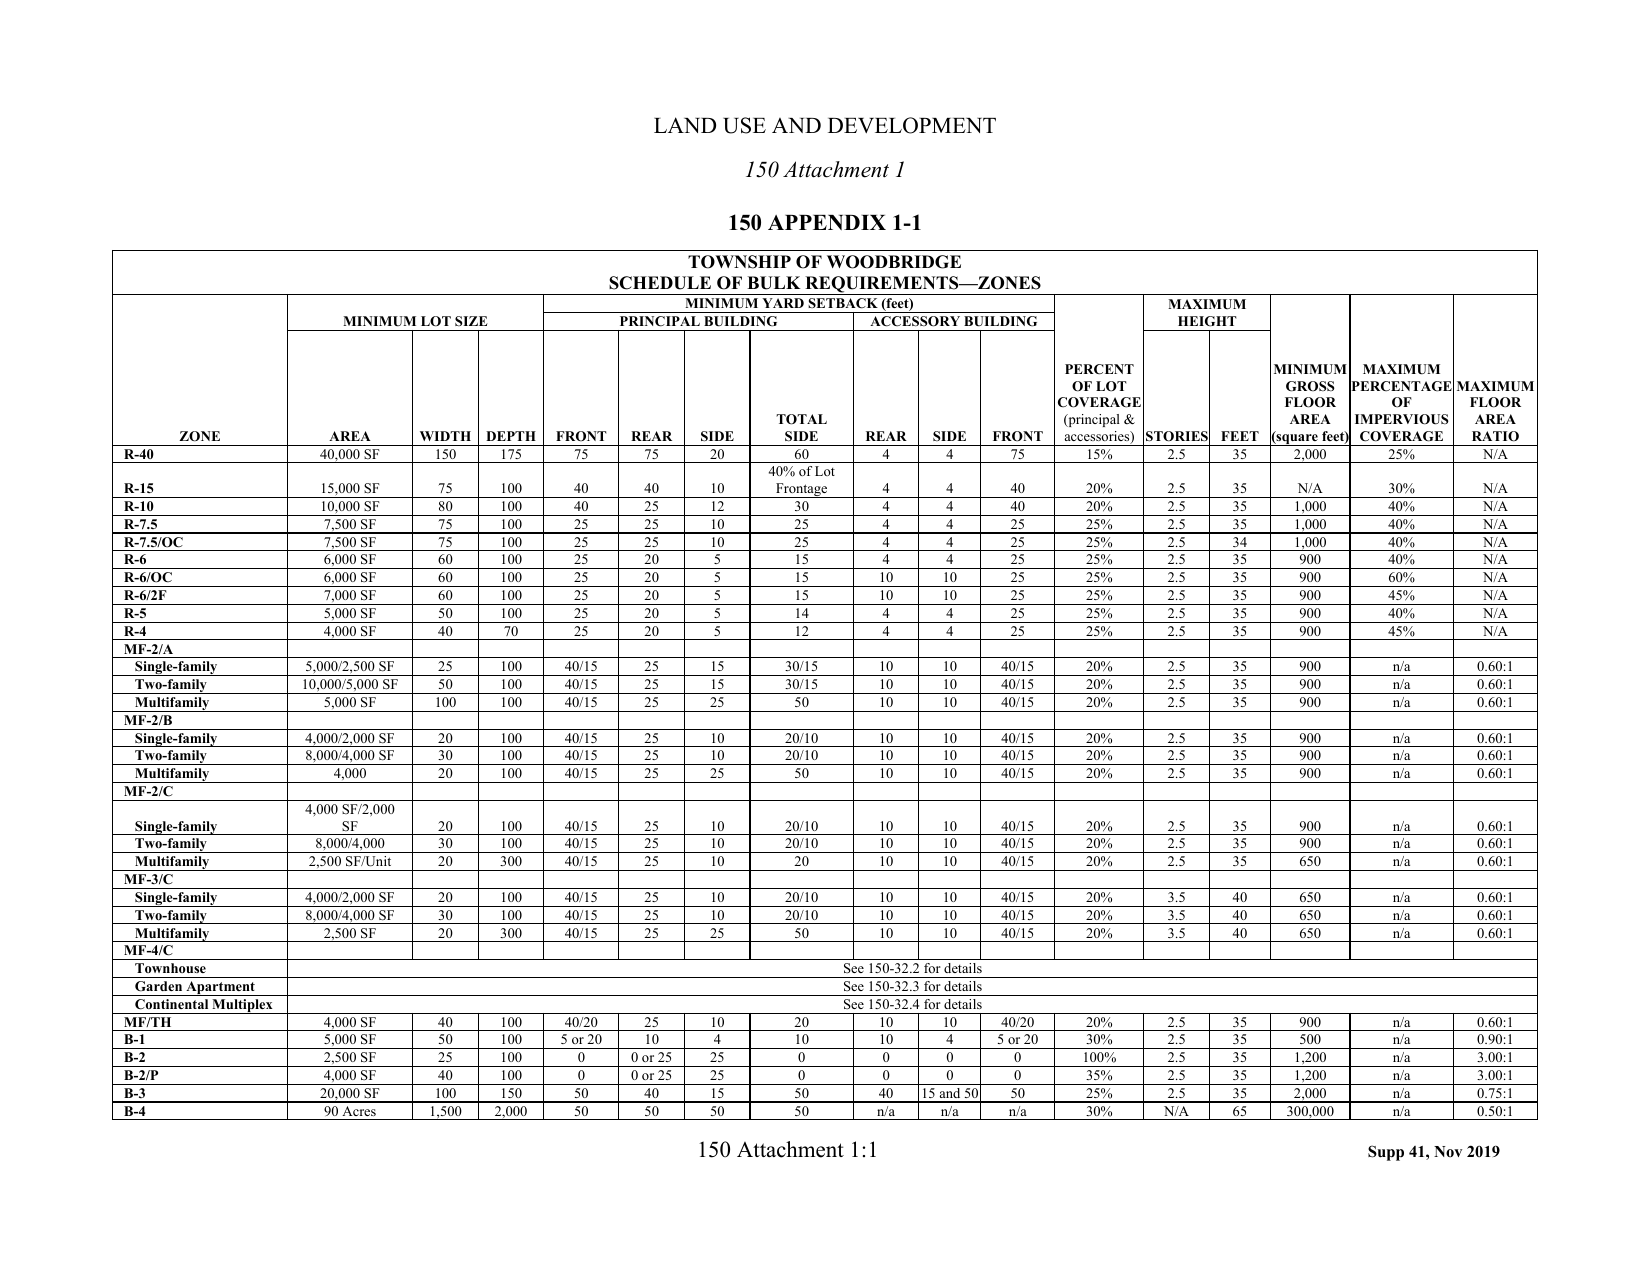 LAND USE AND DEVELOPMENT
150 Attachment 1
150 APPENDIX 1-1
TOWNSHIP OF WOODBRIDGE
SCHEDULE OF BULK REQUIREMENTS—ZONES
MINIMUM LOT SIZE
MINIMUM YARD SETBACK (feet)
PRINCIPAL BUILDING ACCESSORY BUILDING
MAXIMUM
HEIGHT
ZONE AREA WIDTH DEPTH FRONT REAR SIDE
TOTAL
SIDE
REAR SIDE FRONT
PERCENT
OF LOT
COVERAGE
(principal &
accessories)
STORIES FEET
MINIMUM
GROSS
FLOOR
AREA
(square feet)
MAXIMUM
PERCENTAGE
OF
IMPERVIOUS
COVERAGE
MAXIMUM
FLOOR
AREA
RATIO
R-40 40,000 SF 150 175 75 75 20 60 4 4 75 15% 2.5 35 2,000 25% N/A
40% of Lot
R-15 15,000 SF 75 100 40 40 10 Frontage 4 4 40 20% 2.5 35 N/A 30% N/A
R-10 10,000 SF 80 100 40 25 12 30 4 4 40 20% 2.5 35 1,000 40% N/A
R-7.5 7,500 SF 75 100 25 25 10 25 4 4 25 25% 2.5 35 1,000 40% N/A
R-7.5/OC 7,500 SF 75 100 25 25 10 25 4 4 25 25% 2.5 34 1,000 40% N/A
R-6 6,000 SF 60 100 25 20 5 15 4 4 25 25% 2.5 35 900 40% N/A
R-6/OC 6,000 SF 60 100 25 20 5 15 10 10 25 25% 2.5 35 900 60% N/A
R-6/2F 7,000 SF 60 100 25 20 5 15 10 10 25 25% 2.5 35 900 45% N/A
R-5 5,000 SF 50 100 25 20 5 14 4 4 25 25% 2.5 35 900 40% N/A
R-4 4,000 SF 40 70 25 20 5 12 4 4 25 25% 2.5 35 900 45% N/A
MF-2/A
Single-family 5,000/2,500 SF 25 100 40/15 25 15 30/15 10 10 40/15 20% 2.5 35 900 n/a 0.60:1
Two-family 10,000/5,000 SF 50 100 40/15 25 15 30/15 10 10 40/15 20% 2.5 35 900 n/a 0.60:1
Multifamily 5,000 SF 100 100 40/15 25 25 50 10 10 40/15 20% 2.5 35 900 n/a 0.60:1
MF-2/B
Single-family 4,000/2,000 SF 20 100 40/15 25 10 20/10 10 10 40/15 20% 2.5 35 900 n/a 0.60:1
Two-family 8,000/4,000 SF 30 100 40/15 25 10 20/10 10 10 40/15 20% 2.5 35 900 n/a 0.60:1
Multifamily 4,000 20 100 40/15 25 25 50 10 10 40/15 20% 2.5 35 900 n/a 0.60:1
MF-2/C
4,000 SF/2,000
Single-family SF 20 100 40/15 25 10 20/10 10 10 40/15 20% 2.5 35 900 n/a 0.60:1
Two-family 8,000/4,000 30 100 40/15 25 10 20/10 10 10 40/15 20% 2.5 35 900 n/a 0.60:1
Multifamily 2,500 SF/Unit 20 300 40/15 25 10 20 10 10 40/15 20% 2.5 35 650 n/a 0.60:1
MF-3/C
Single-family 4,000/2,000 SF 20 100 40/15 25 10 20/10 10 10 40/15 20% 3.5 40 650 n/a 0.60:1
Two-family 8,000/4,000 SF 30 100 40/15 25 10 20/10 10 10 40/15 20% 3.5 40 650 n/a 0.60:1
Multifamily 2,500 SF 20 300 40/15 25 25 50 10 10 40/15 20% 3.5 40 650 n/a 0.60:1
MF-4/C
Townhouse See 150-32.2 for details
Garden Apartment See 150-32.3 for details
Continental Multiplex See 150-32.4 for details
MF/TH 4,000 SF 40 100 40/20 25 10 20 10 10 40/20 20% 2.5 35 900 n/a 0.60:1
B-1 5,000 SF 50 100 5 or 20 10 4 10 10 4 5 or 20 30% 2.5 35 500 n/a 0.90:1
B-2 2,500 SF 25 100 0 0 or 25 25 0 0 0 0 100% 2.5 35 1,200 n/a 3.00:1
B-2/P 4,000 SF 40 100 0 0 or 25 25 0 0 0 0 35% 2.5 35 1,200 n/a 3.00:1
B-3 20,000 SF 100 150 50 40 15 50 40 15 and 50 50 25% 2.5 35 2,000 n/a 0.75:1
B-4 90 Acres 1,500 2,000 50 50 50 50 n/a n/a n/a 30% N/A 65 300,000 n/a 0.50:1
150 Attachment 1:1
Supp 41, Nov 2019